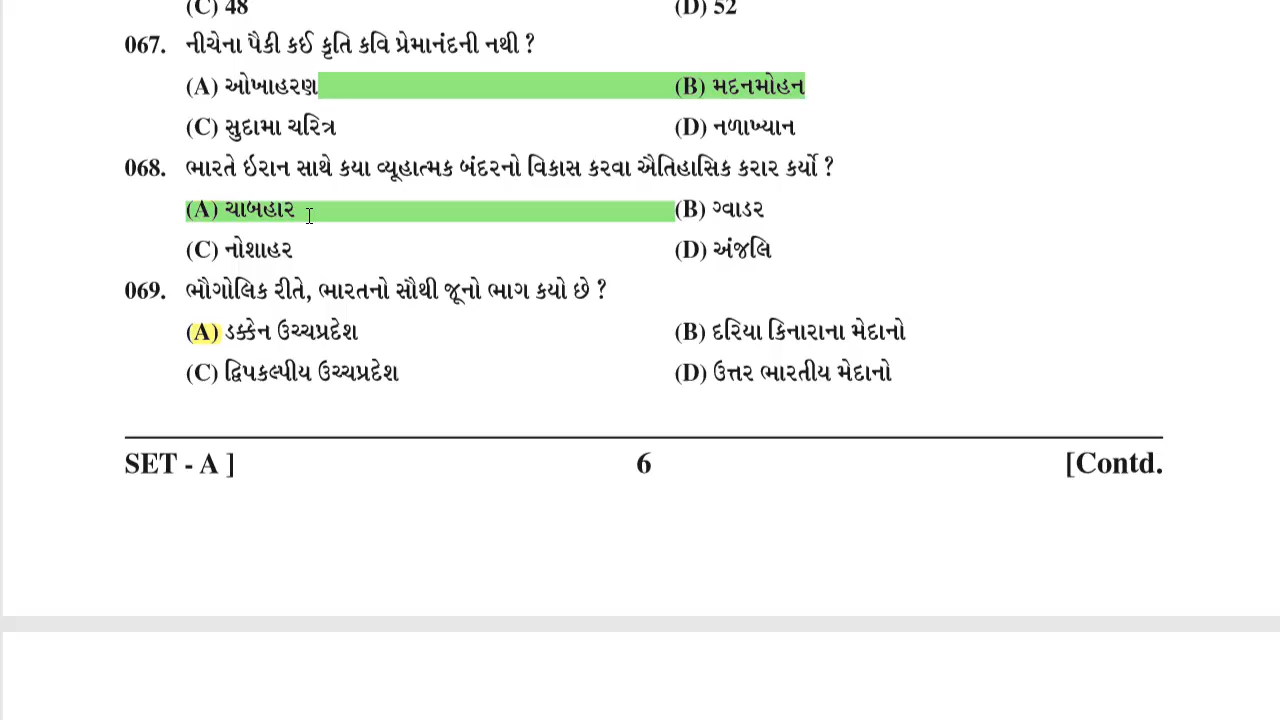 (C) 48 (D) 52
067. નીચેના પૈકી કઈ કૃતિ કવિ પ્રેમાનંદની નથી ?
(A) ઓખાહરણ (B) મદનમોહન
(C) સુદામા ચરિત્ર (D) નળાખ્યાન
068. ભારતે ઇરાન સાથે કયા વ્યૂહાત્મક બંદરનો વિકાસ કરવા ઐતિહાસિક કરાર કર્યો ?
(A) ચાબહાર (B) ગ્વાડર
(C) નોશાહર (D) અંજલિ
069. ભૌગોલિક રીતે, ભારતનો સૌથી જૂનો ભાગ કયો છે ?
(A) ડક્કેન ઉચ્ચપ્રદેશ (B) દરિયા કિનારાના મેદાનો
(C) દ્વિપકલ્પીય ઉચ્ચપ્રદેશ (D) ઉત્તર ભારતીય મેદાનો
SET - A ] 6 [Contd.